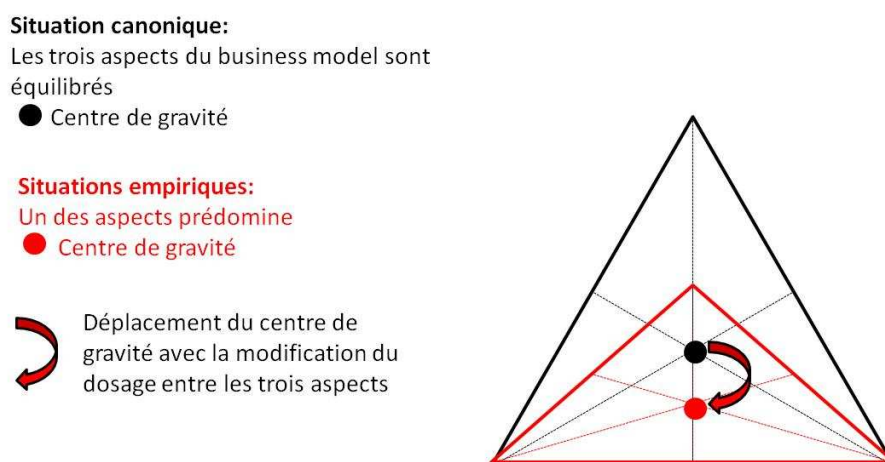 Situation canonique:
Les trois aspects du business model sont
équilibrés
Centre de gravité
Situations empiriques:
Un des aspects prédomine
Centre de gravité
Déplacement du centre de
gravité avec la modification du
dosage entre les trois aspects